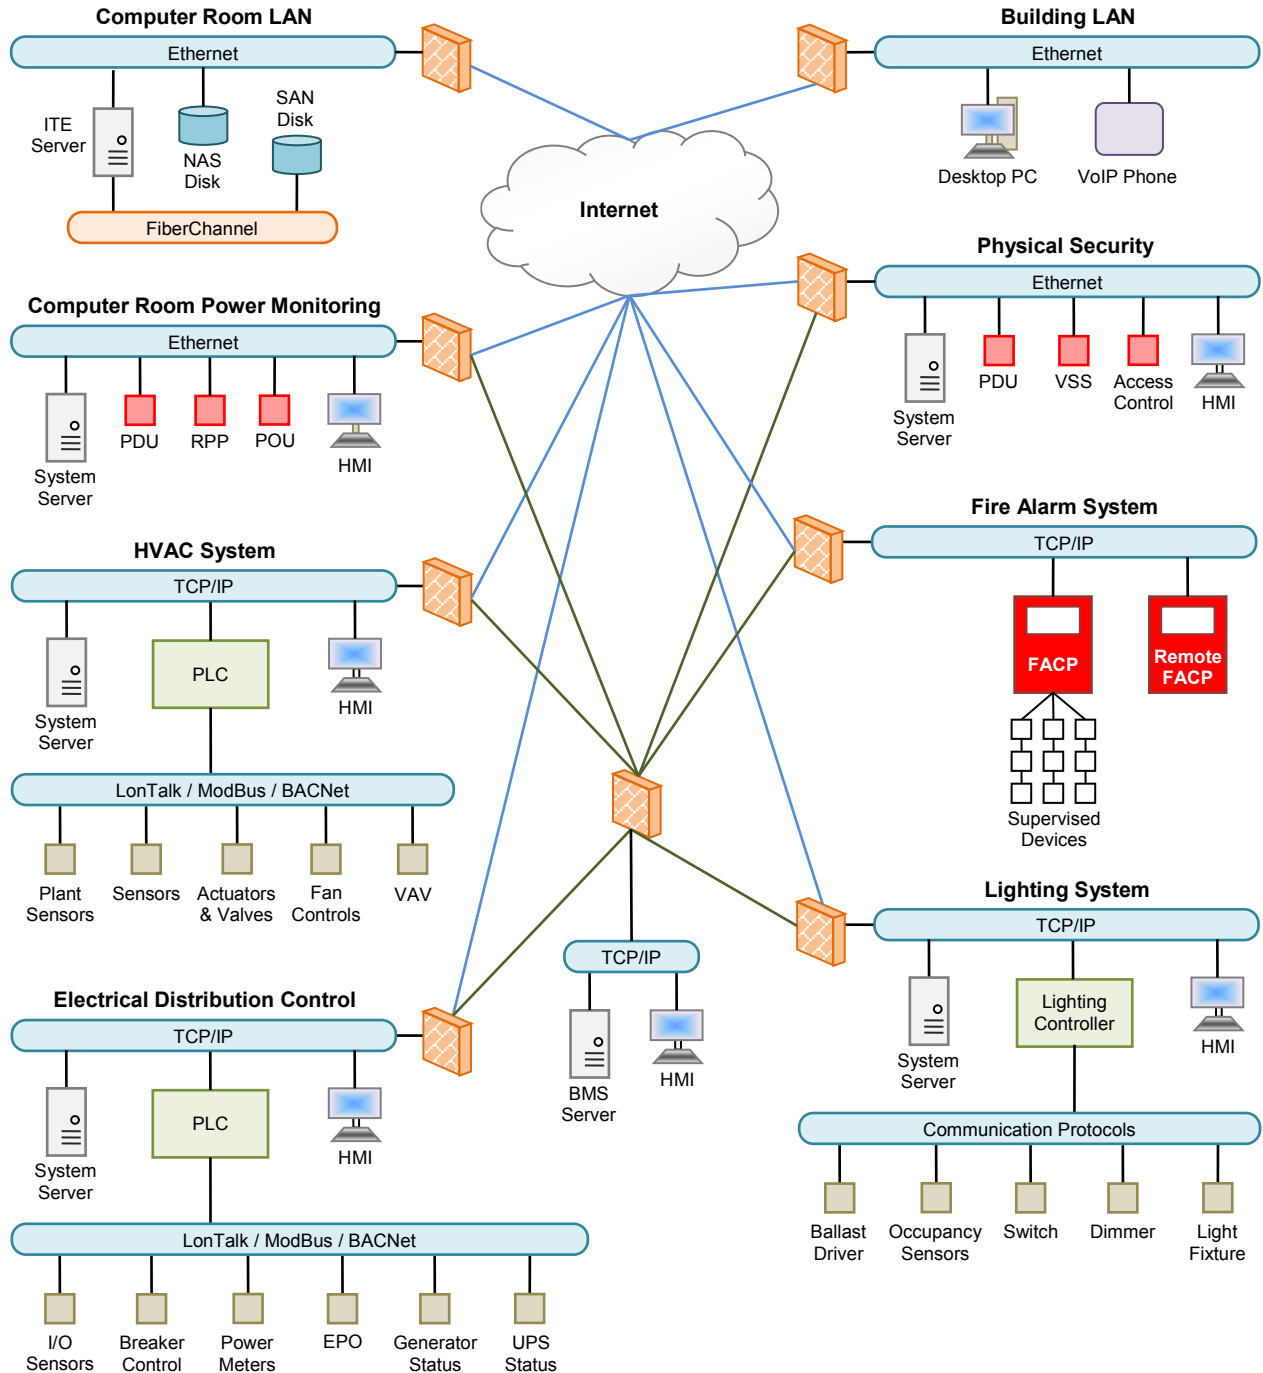 Computer Room LAN
Ethernet
ITE
Server
NAS
Disk
SAN
Disk
FiberChannel
Building LAN
Ethernet
Desktop PC
VoIP Phone
Internet
Physical Security
Ethernet
System
Server
PDU
VSS
Access
Control
HMI
Computer Room Power Monitoring
Ethernet
System
Server
PDU
RPP
POU
HMI
Fire Alarm System
TCP/IP
FACP
Remote
FACP
Supervised
Devices
HVAC System
TCP/IP
System
Server
PLC
HMI
LonTalk / ModBus / BACNet
Plant
Sensors
Sensors
Actuators
& Valves
Fan
Controls
VAV
Lighting System
TCP/IP
System
Server
Lighting
Controller
HMI
Communication Protocols
Ballast
Driver
Occupancy
Sensors
Switch
Dimmer
Light
Fixture
TCP/IP
BMS
Server
HMI
Electrical Distribution Control
TCP/IP
System
Server
PLC
HMI
LonTalk / ModBus / BACNet
I/O
Sensors
Breaker
Control
Power
Meters
EPO
Generator
Status
UPS
Status